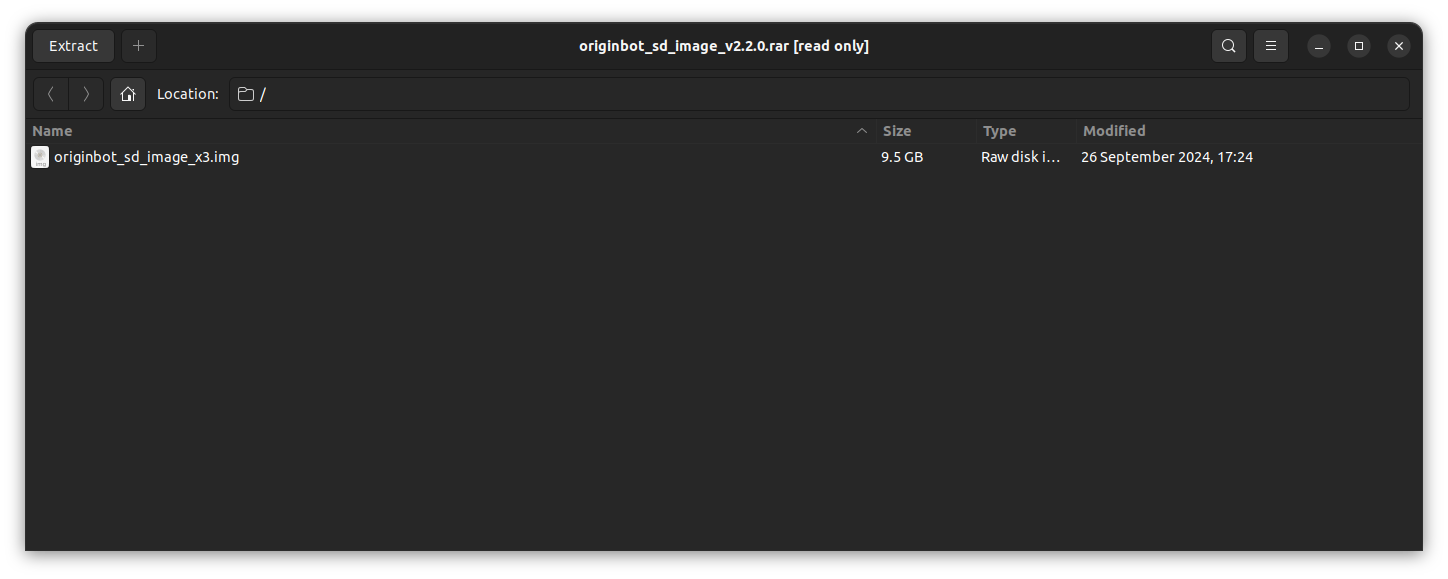 Extract
originbot_sd_image_v2.2.0.rar [read only]
Location: /
Name Size Type Modified
originbot_sd_image_x3.img 9.5 GB Raw disk i... 26 September 2024, 17:24